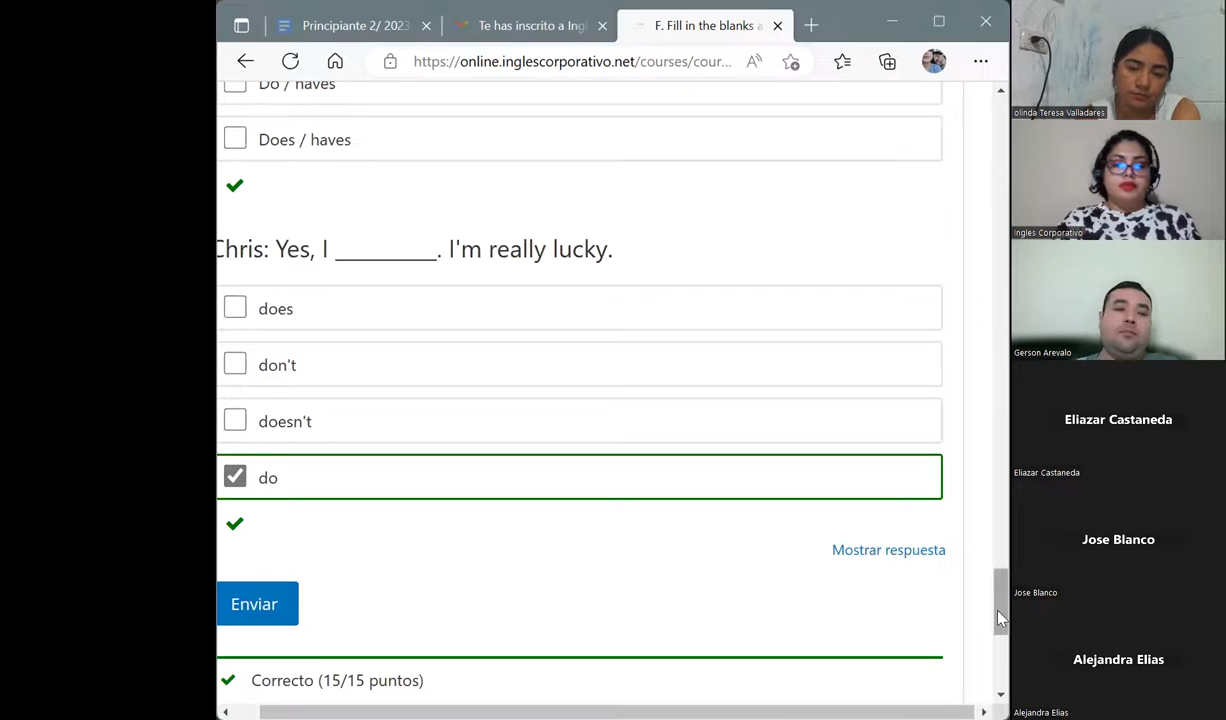 Principiante 2/ 2023
Te has inscrito a Ing
F. Fill in the blanks a
https://online.inglescorporativo.net/courses/cour...
Do / haves
Does / haves
Chris: Yes, I _________. I'm really lucky.
does
don't
doesn't
do
Mostrar respuesta
Enviar
Correcto (15/15 puntos)
olinda Teresa Valladares
Ingles Corporativo
Gerson Arevalo
Eliazar Castaneda
Eliazar Castaneda
Jose Blanco
Jose Blanco
Alejandra Elias
Alejandra Elias